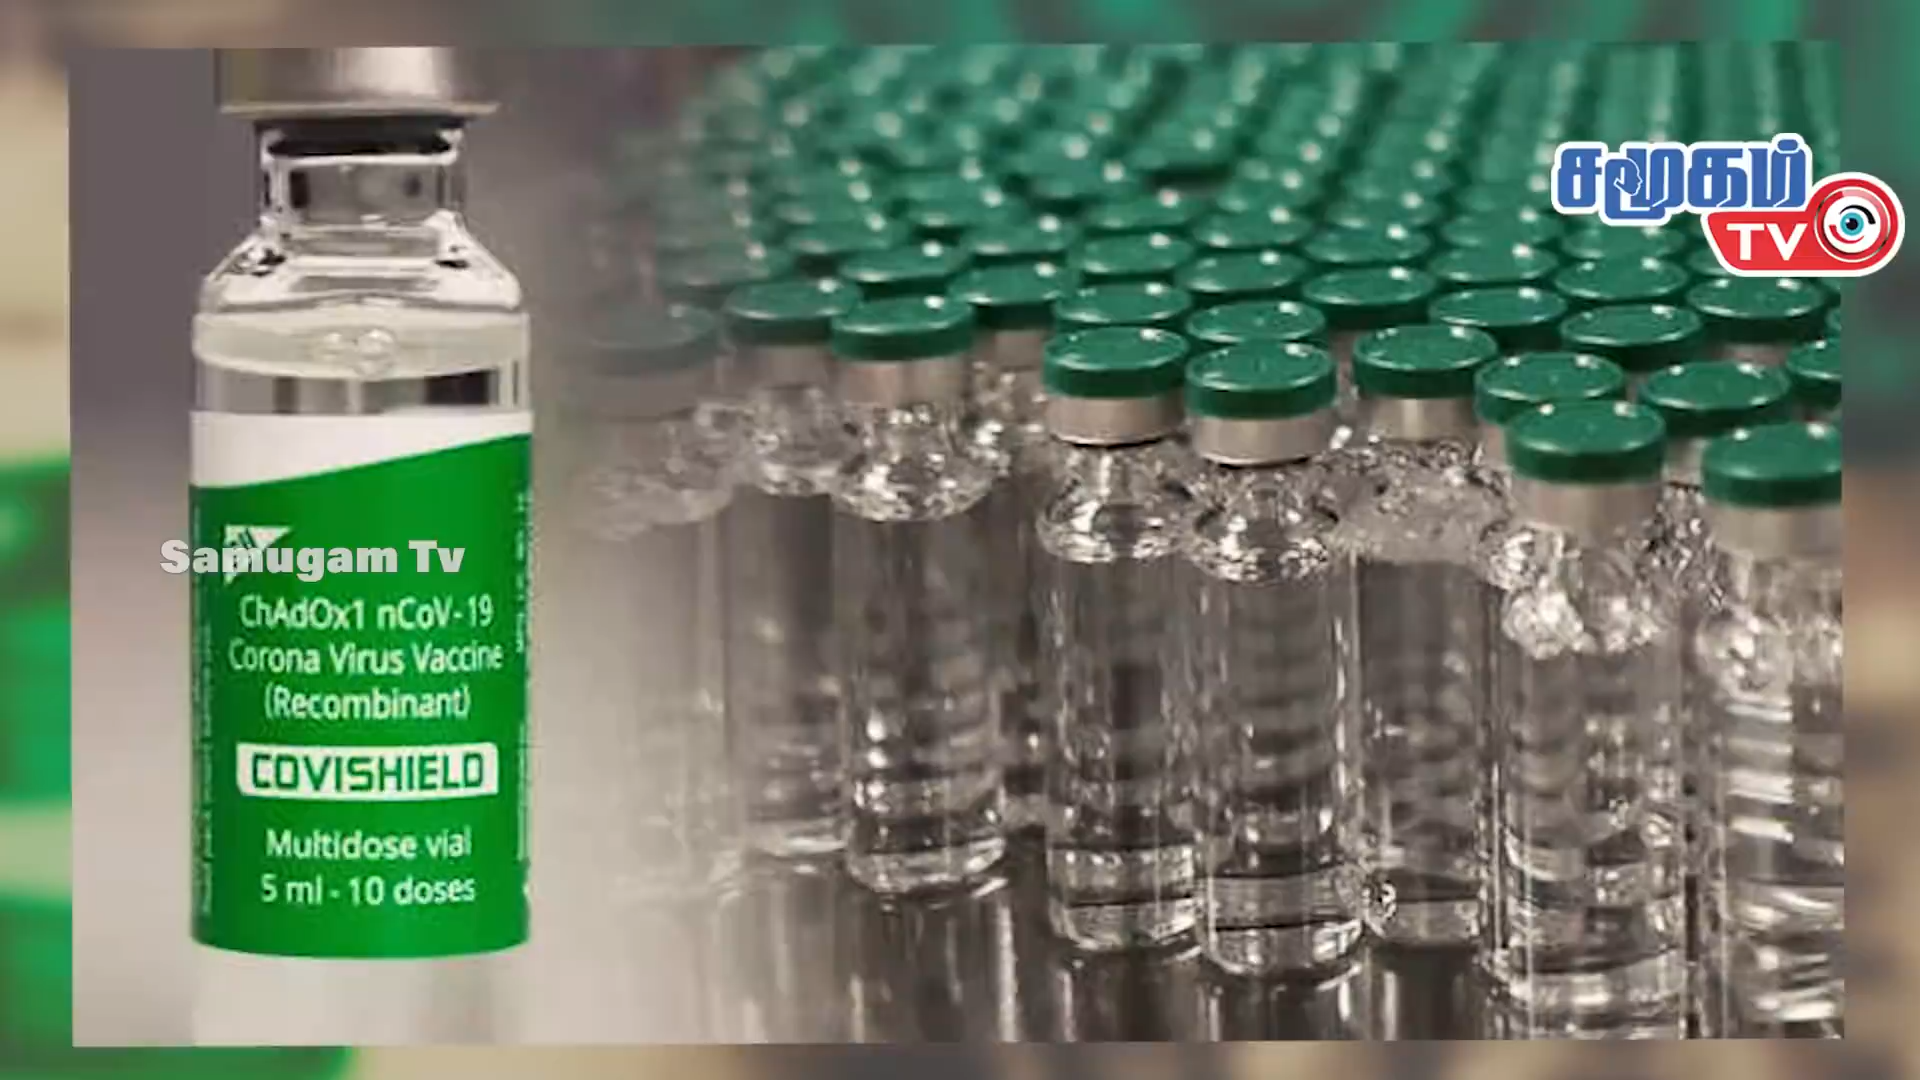 சமூகம்
TV
Samugam Tv
ChAdOx1 nCoV-19
Corona Virus Vaccine
(Recombinant)
COVISHIELD
Multidose vial
5 ml - 10 doses